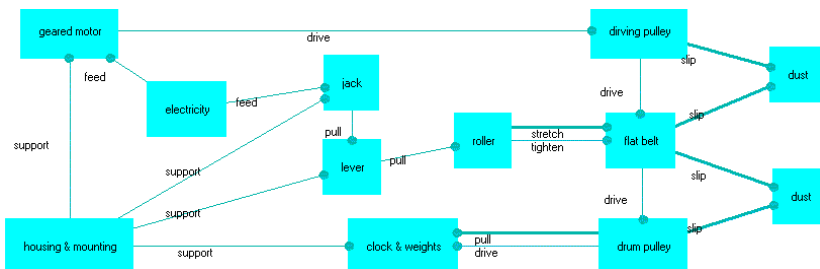 geared motor
dirving pulley
drive
slip
dust
feed
jack
electricity
feed
drive
slip
pull
roller
stretch
flat belt
support
tighten
lever
pull
support
slip
drive
support
dust
housing & mounting
support
clock & weights
pull
drive
drum pulley
slip